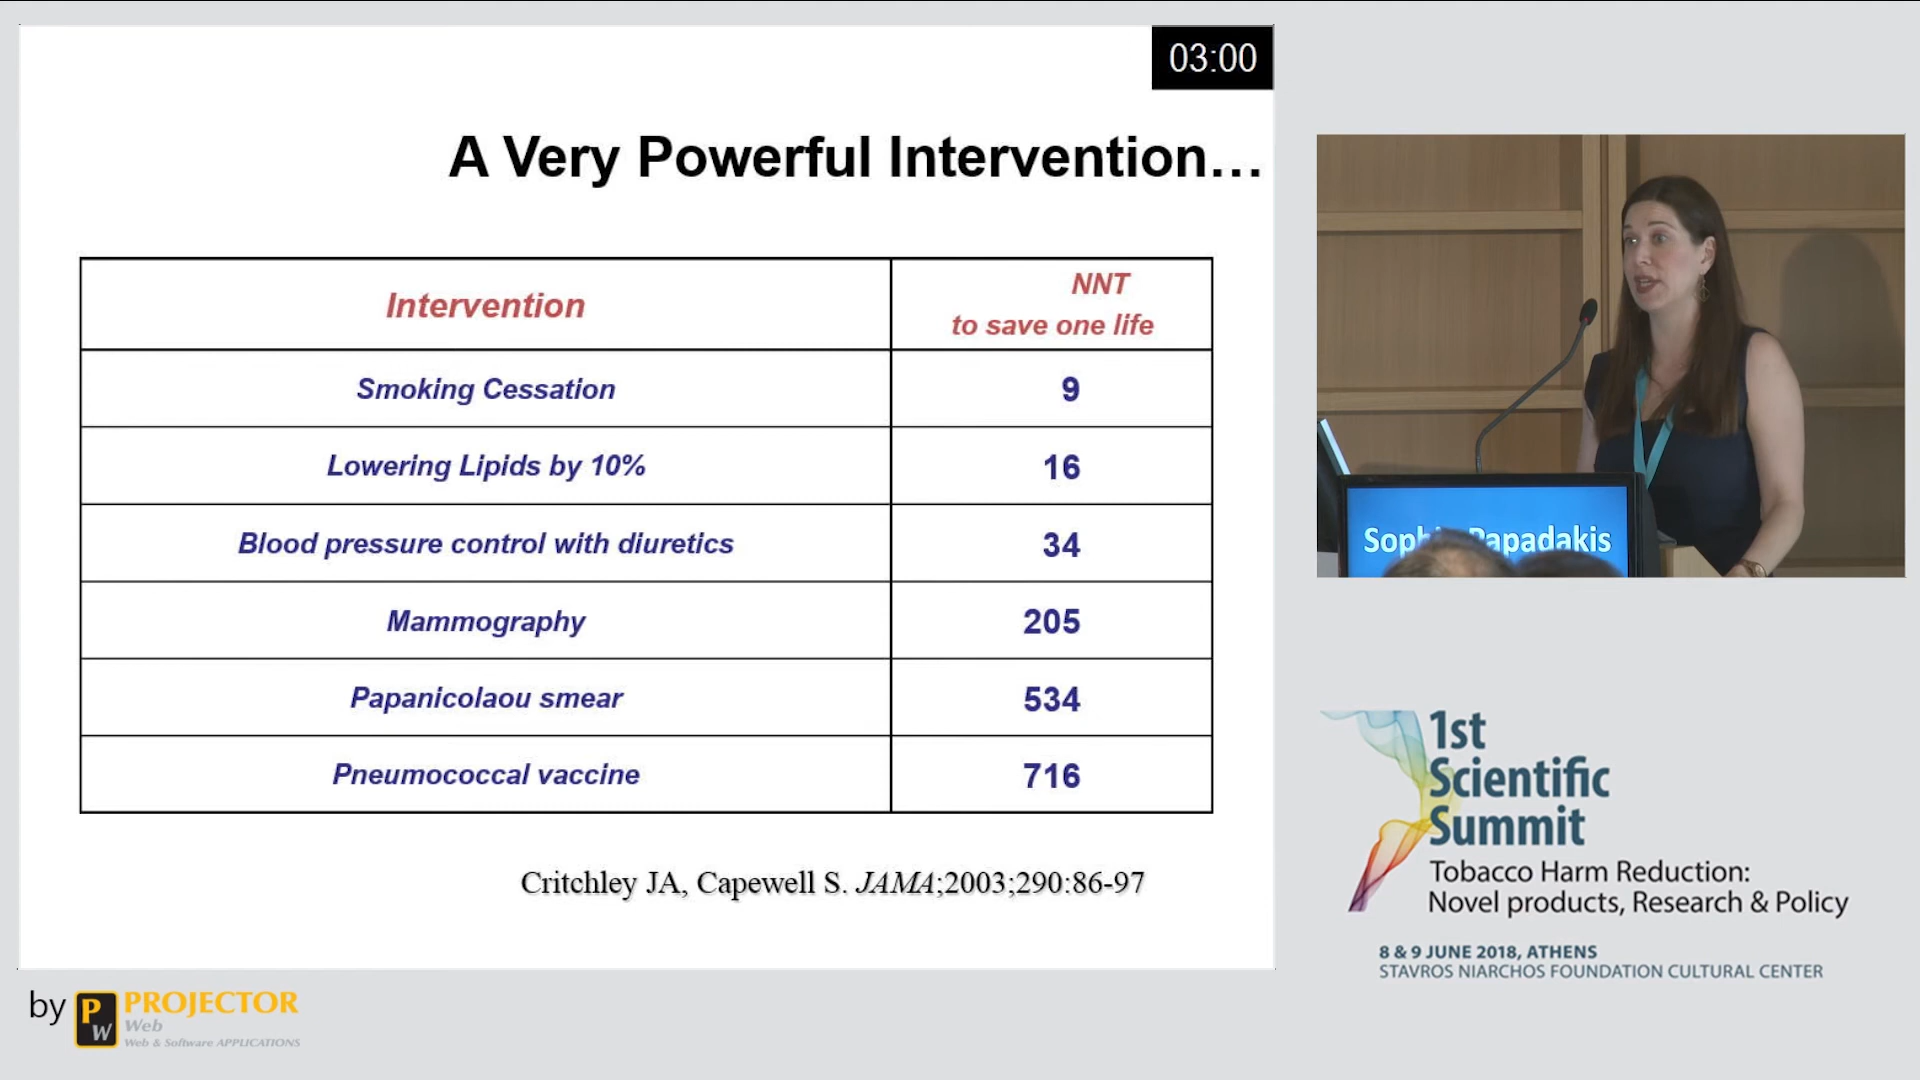 03:00
A Very Powerful Intervention…
Intervention
NNT
to save one life
Smoking Cessation
9
Lowering Lipids by 10%
16
Blood pressure control with diuretics
34
Mammography
205
Papanicolaou smear
534
Pneumococcal vaccine
716
Critchley JA, Capewell S. JAMA;2003;290:86-97
Papadakis
1st
Scientific
Summit
Tobacco Harm Reduction:
Novel products, Research & Policy
8 & 9 JUNE 2018, ATHENS
STAVROS NIARCHOS FOUNDATION CULTURAL CENTER
by PW PROJECTOR
Web
Web & Software APPLICATIONS